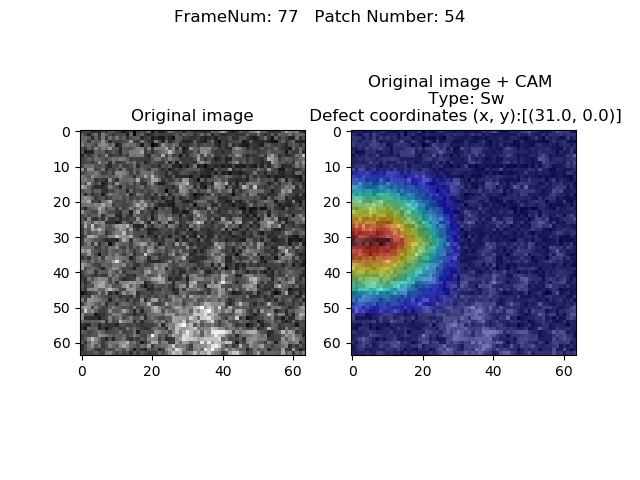 FrameNum: 77   Patch Number: 54
Original image
Original image + CAM
Type: Sw
Defect coordinates (x, y):[(31.0, 0.0)]
0
10
20
30
40
50
60
0 20 40 60
0
10
20
30
40
50
60
0 20 40 60